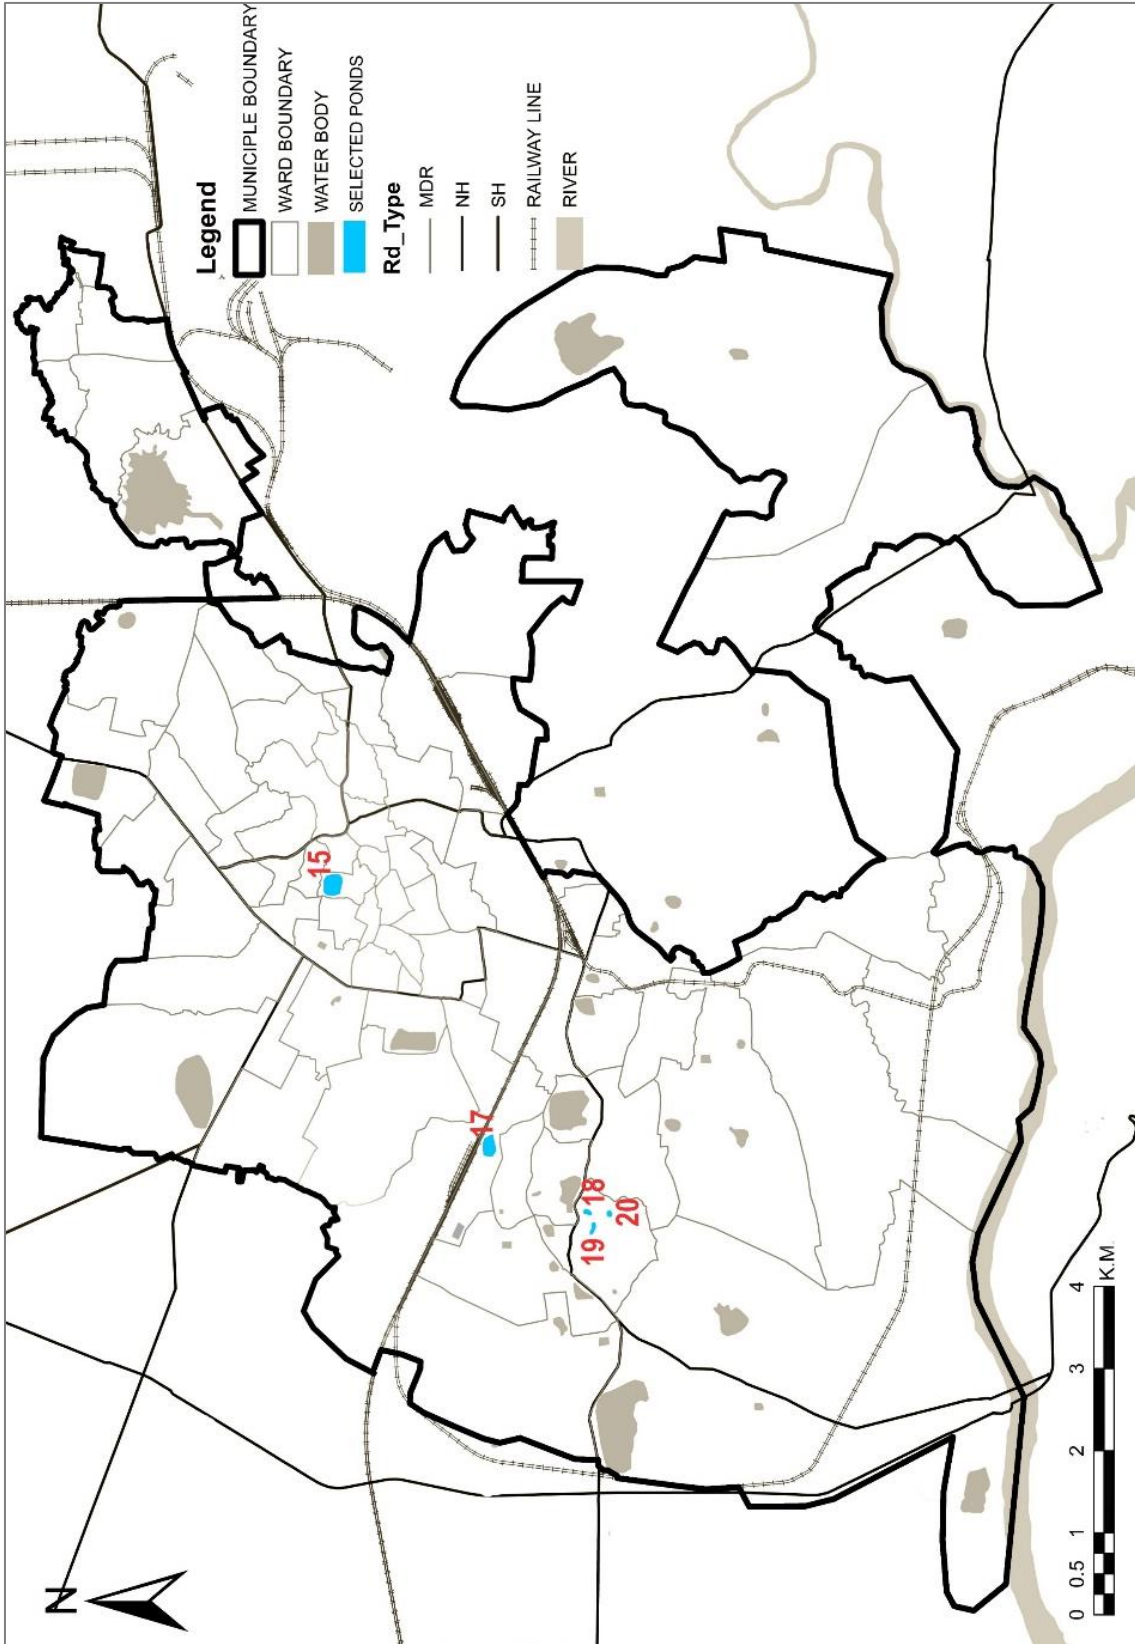 N
Legend
MUNICIPLE BOUNDARY
WARD BOUNDARY
WATER BODY
SELECTED PONDS
Rd_Type
MDR
NH
SH
RAILWAY LINE
RIVER
15
17
18
19
20
0 0.5 1 2 3 4
K.M.